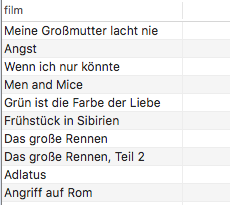 film
Meine Großmutter lacht nie
Angst
Wenn ich nur könnte
Men and Mice
Grün ist die Farbe der Liebe
Frühstück in Sibirien
Das große Rennen
Das große Rennen, Teil 2
Adlatus
Angriff auf Rom